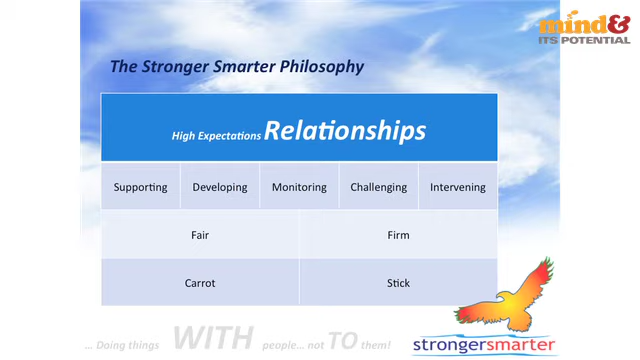 mind&
ITS POTENTIAL
The Stronger Smarter Philosophy
High Expectations Relationships
Supporting Developing Monitoring Challenging Intervening
Fair Firm
Carrot Stick
... Doing things WITH people... not TO them!
strongersmarter